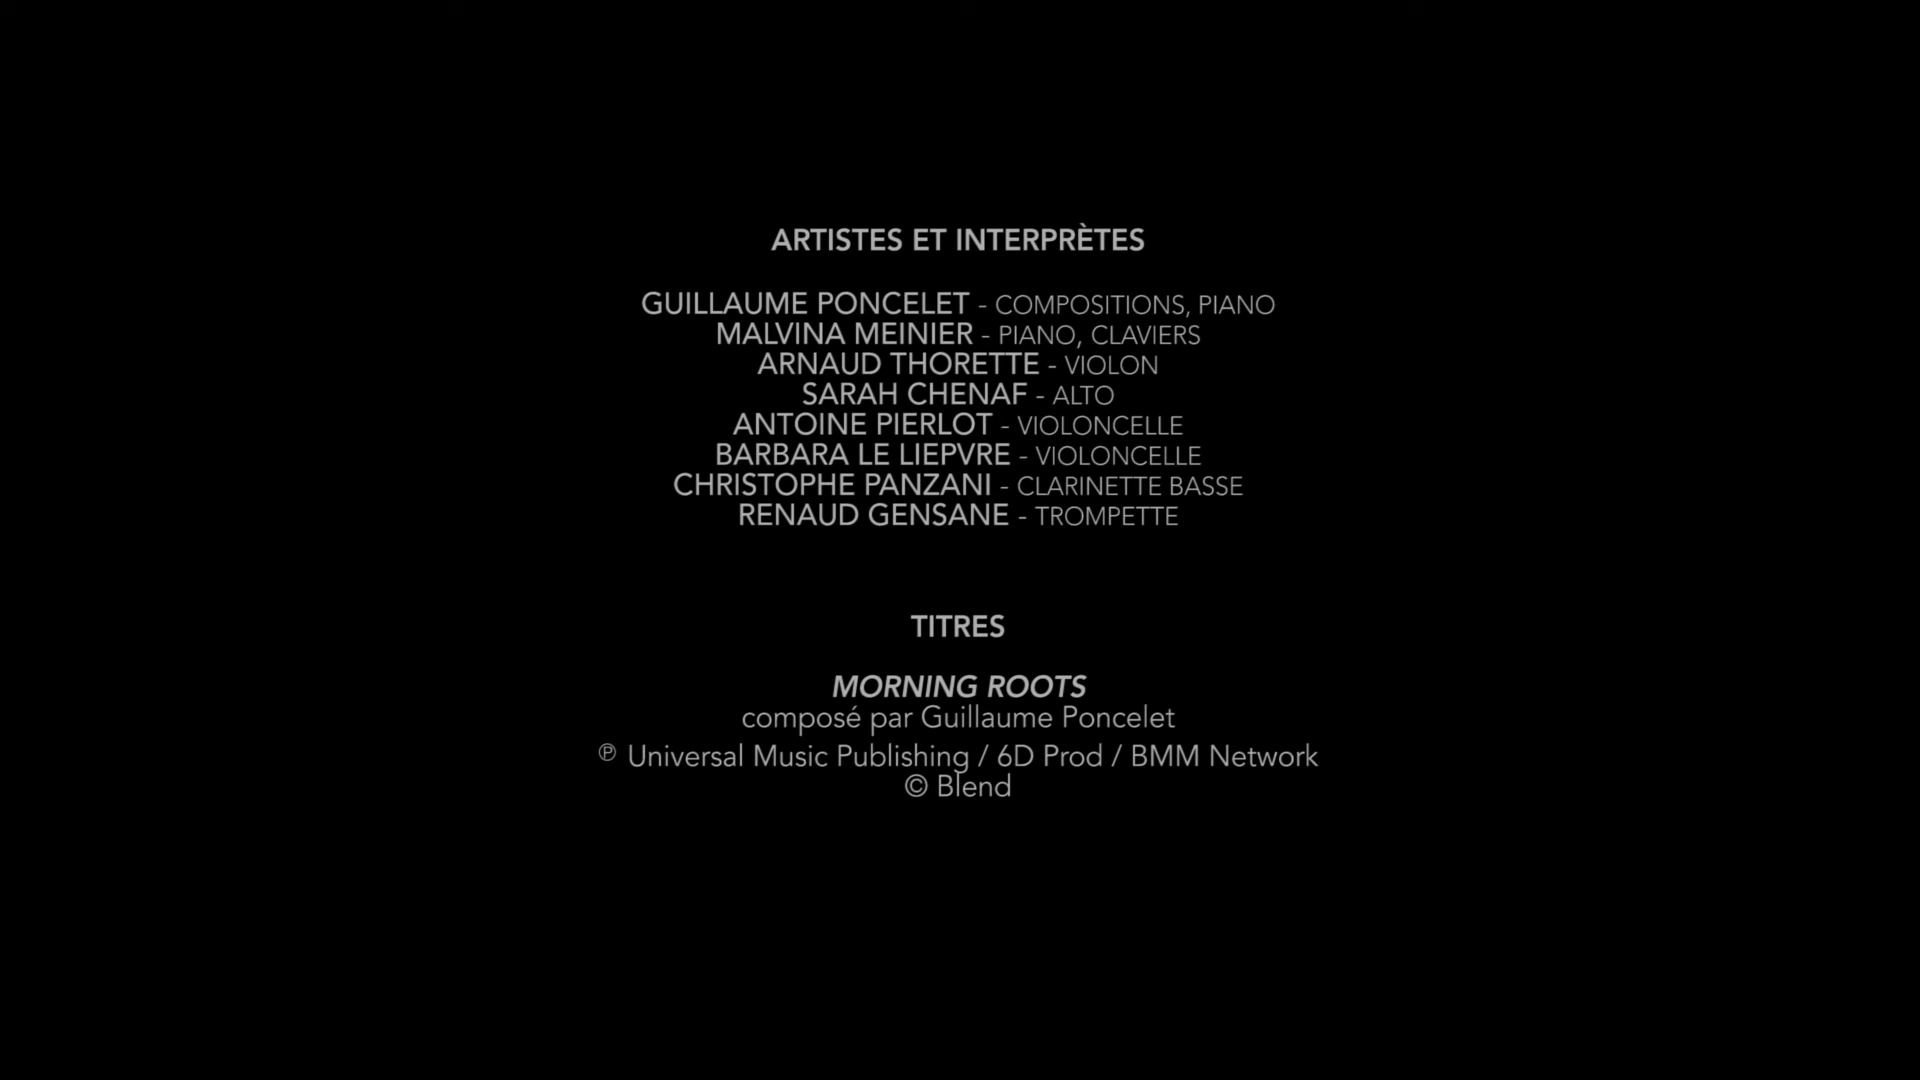 ARTISTES ET INTERPRÈTES
GUILLAUME PONCELET - COMPOSITIONS, PIANO
MALVINA MEINIER - PIANO, CLAVIERS
ARNAUD THORETTE - VIOLON
SARAH CHENAF - ALTO
ANTOINE PIERLOT - VIOLONCELLE
BARBARA LE LIEPVRE - VIOLONCELLE
CHRISTOPHE PANZANI - CLARINETTE BASSE
RENAUD GENSANE - TROMPETTE
TITRES
MORNING ROOTS
composé par Guillaume Poncelet
℗ Universal Music Publishing / 6D Prod / BMM Network
© Blend